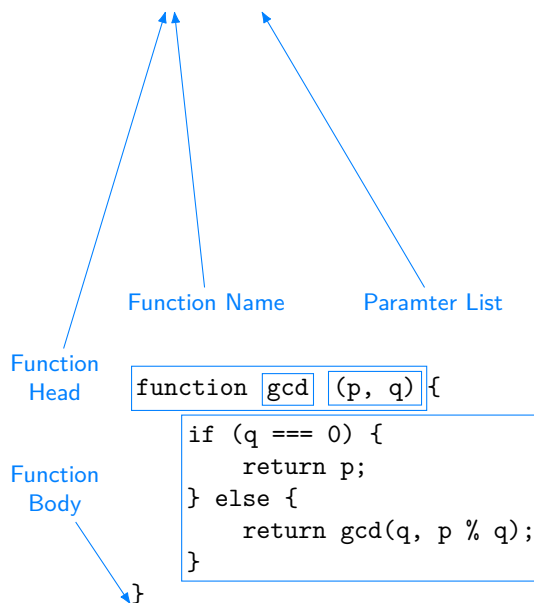 Function Name
Paramter List
Function
Head
function gcd (p, q) {
if (q === 0) {
return p;
Function
Body
} else {
return gcd(q, p % q);
}
}